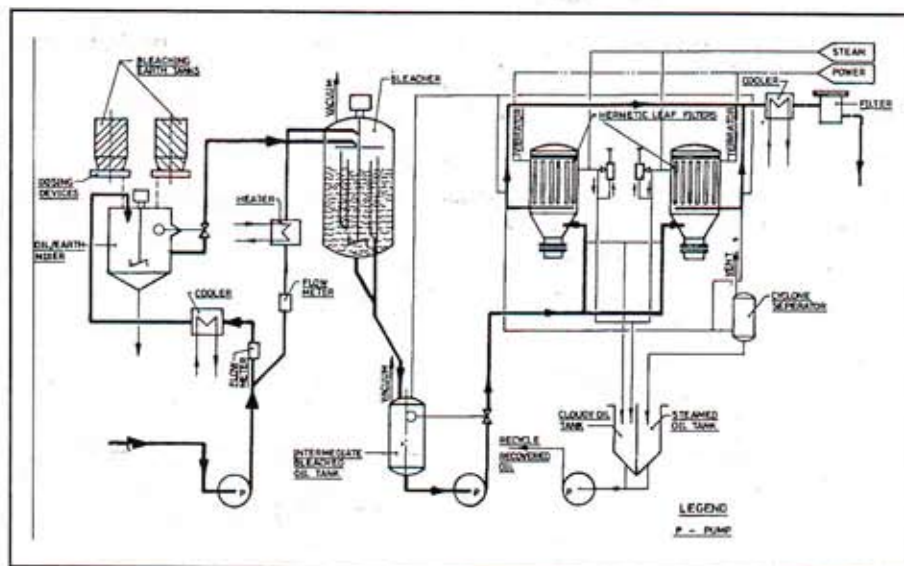 BLEACHING
EARTH TANKS
DOSING
DEVICES
OIL/EARTH
MIXER
COOLER
FLOW
METER
HEATER
FLOW
METER
VACUUM
BLEACHER
VACUUM
INTERMEDIATE
BLEACHED
OIL TANK
P
P
P
HERMETIC LEAF FILTERS
STEAM
POWER
COOLER
FILTER
VENT
CYCLONE
SEPERATOR
CLOUDY OIL
TANK
STEAMED
OIL TANK
RECYCLE
RECOVERED
OIL
LEGEND
P - PUMP